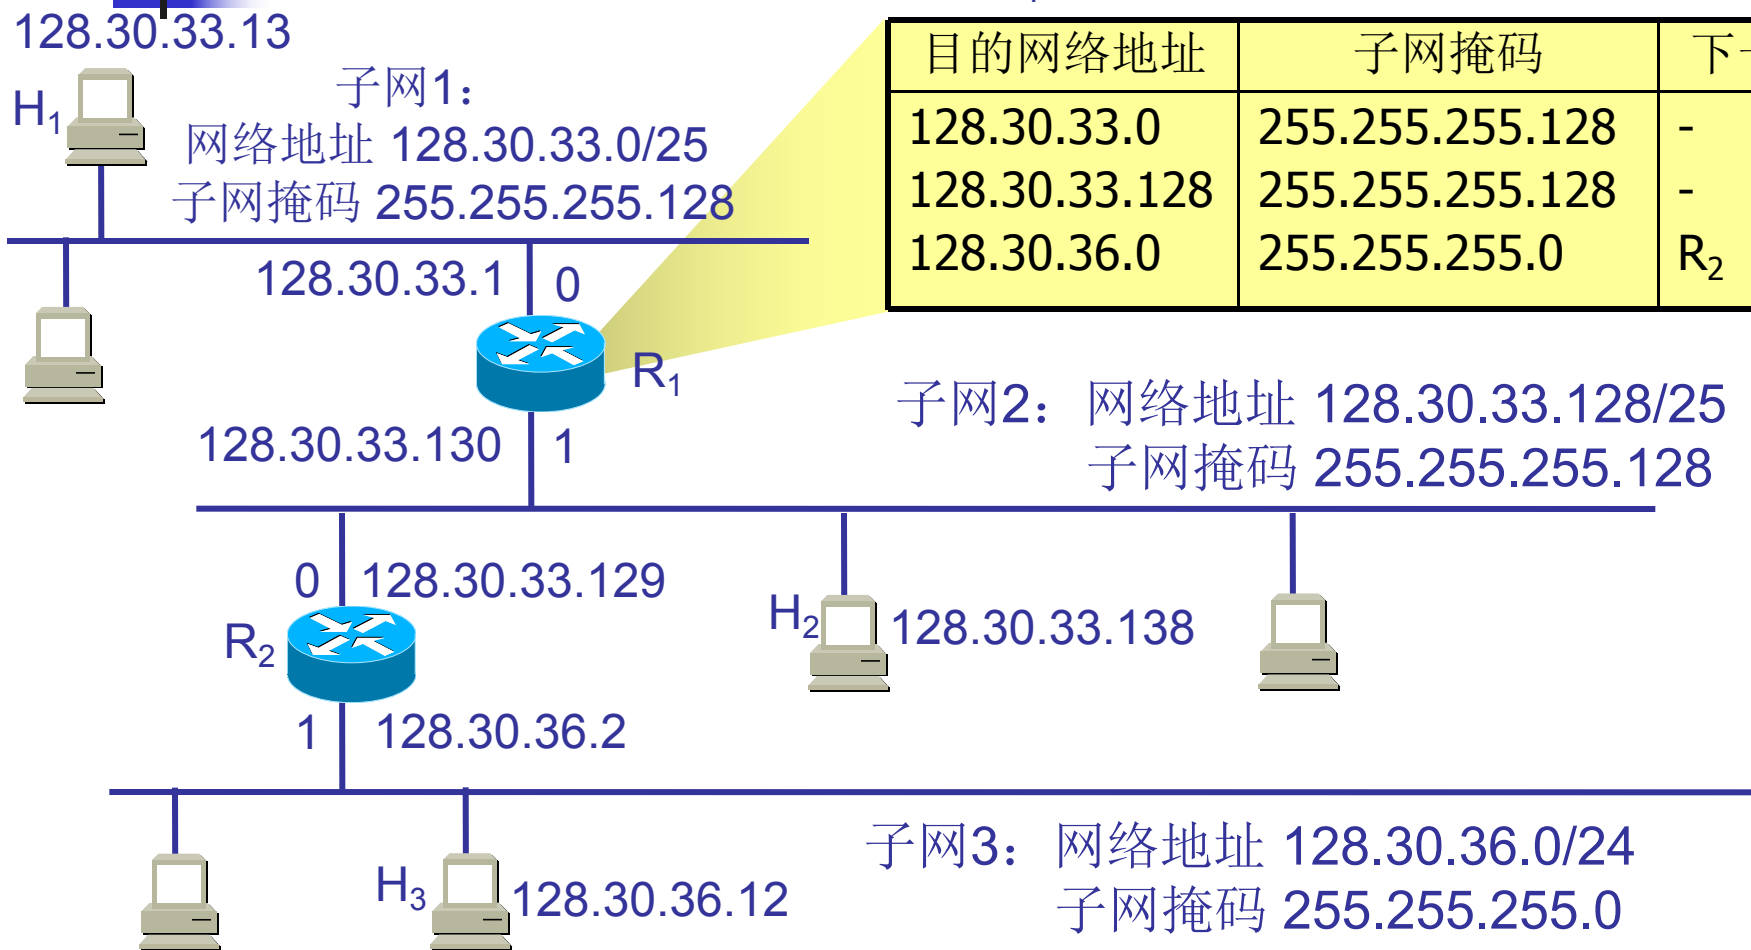 128.30.33.13
H1
子网1：
网络地址 128.30.33.0/25
子网掩码 255.255.255.128
目的网络地址 子网掩码 下
128.30.33.0 255.255.255.128 -
128.30.33.128 255.255.255.128 -
128.30.36.0 255.255.255.0 R2
128.30.33.1 0
R1
128.30.33.130 1
子网2： 网络地址 128.30.33.128/25
子网掩码 255.255.255.128
0 128.30.33.129
R2
H2 128.30.33.138
1 128.30.36.2
子网3： 网络地址 128.30.36.0/24
子网掩码 255.255.255.0
H3 128.30.36.12